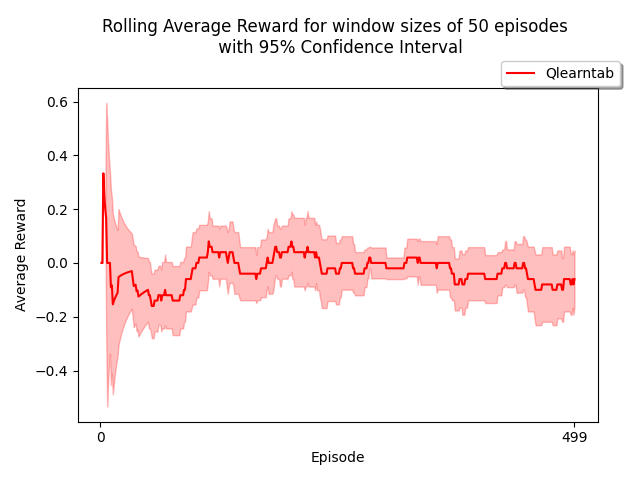 Rolling Average Reward for window sizes of 50 episodes
with 95% Confidence Interval
Qlearntab
0.6
0.4
0.2
0.0
−0.2
−0.4
Average Reward
0
499
Episode